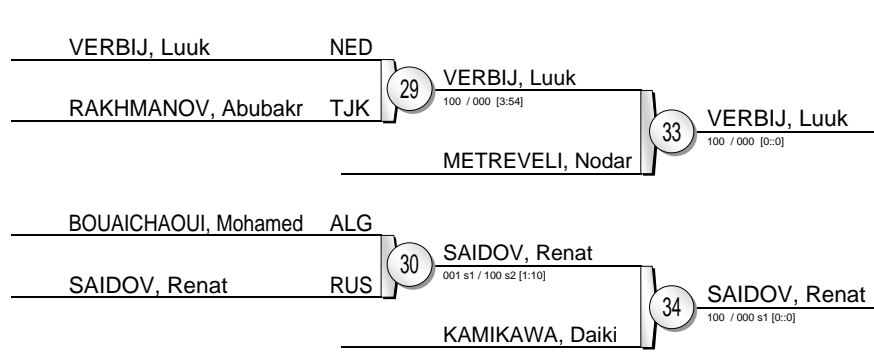 VERBIJ, Luuk NED
RAKHMANOV, Abubakr TJK
29
VERBIJ, Luuk
100 / 000 [3:54]
METREVELI, Nodar
33
VERBIJ, Luuk
100 / 000 [0::0]
BOUAICHAOUI, Mohamed ALG
SAIDOV, Renat RUS
30
SAIDOV, Renat
001 s1 / 100 s2 [1:10]
KAMIKAWA, Daiki
34
SAIDOV, Renat
100 / 000 s1 [0::0]